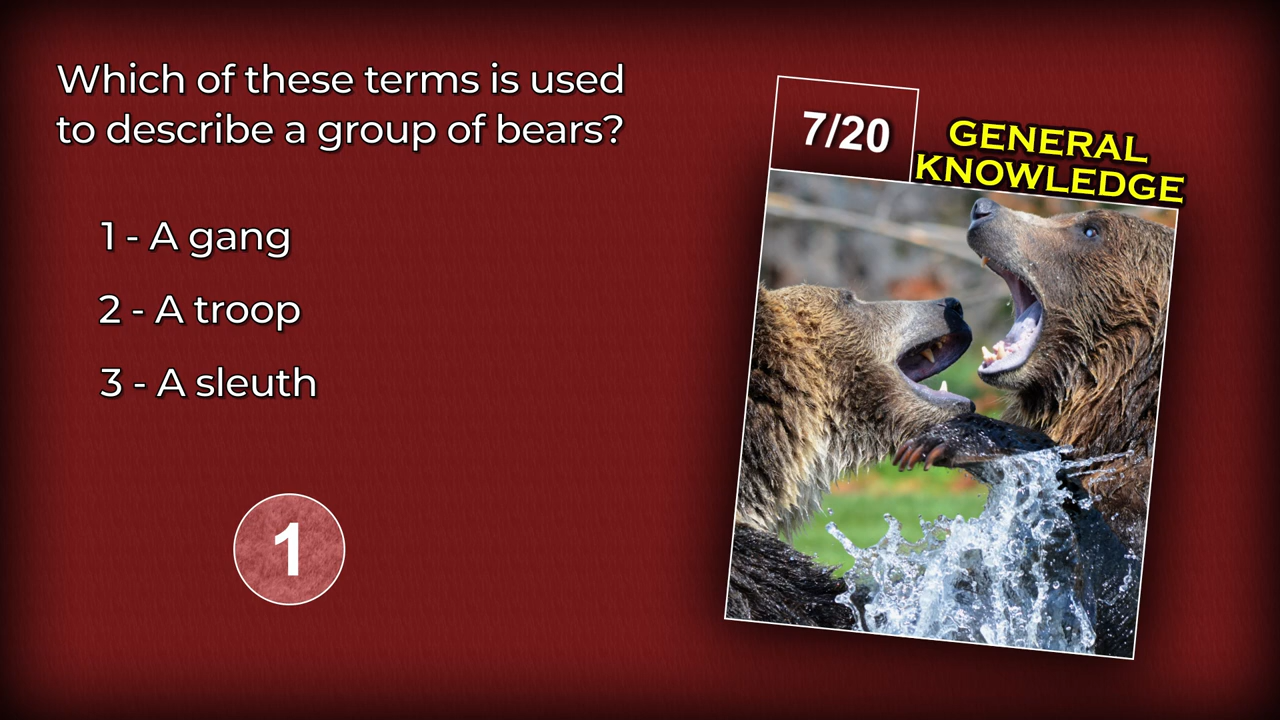 Which of these terms is used
to describe a group of bears?
1 - A gang
2 - A troop
3 - A sleuth
1
7/20
GENERAL
KNOWLEDGE